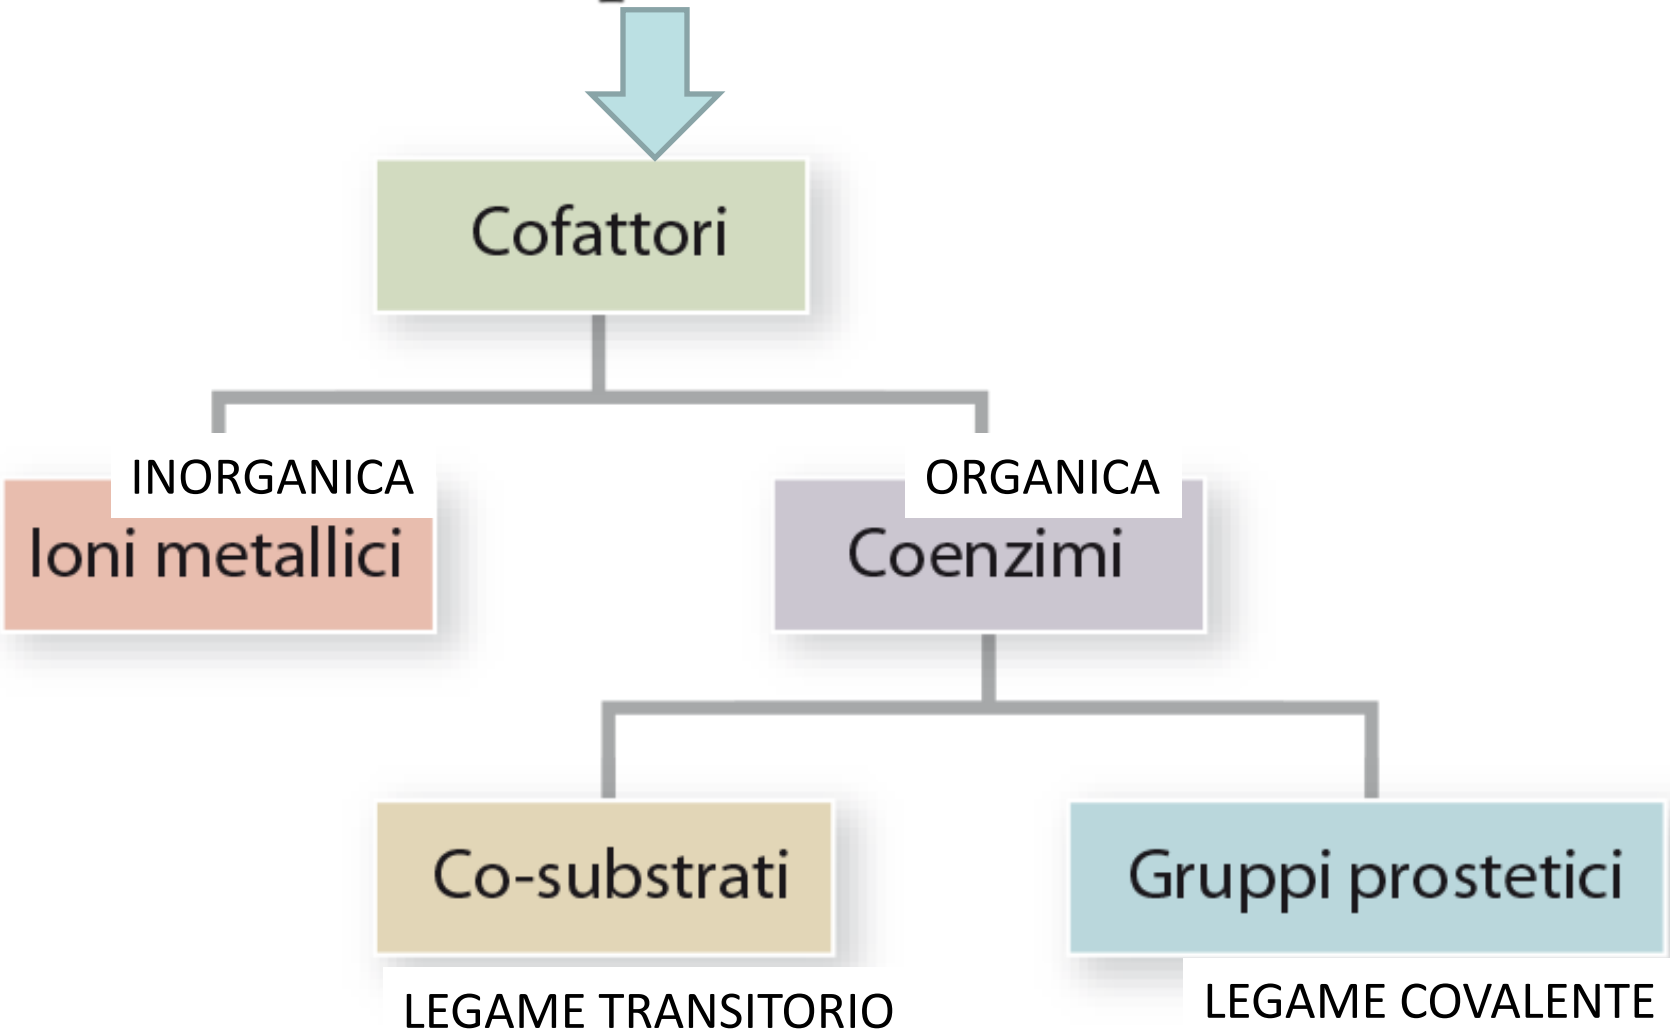 Cofattori
INORGANICA
ORGANICA
Ioni metallici
Coenzimi
Co-substrati
Gruppi prostetici
LEGAME TRANSITORIO
LEGAME COVALENTE